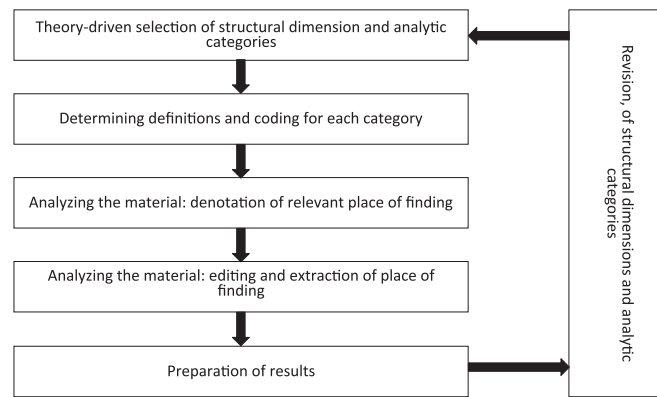 Theory-driven selection of structural dimension and analytic
categories
Determining definitions and coding for each category
Analyzing the material: denotation of relevant place of finding
Analyzing the material: editing and extraction of place of
finding
Preparation of results
Revision, of structural dimensions and analytic
categories